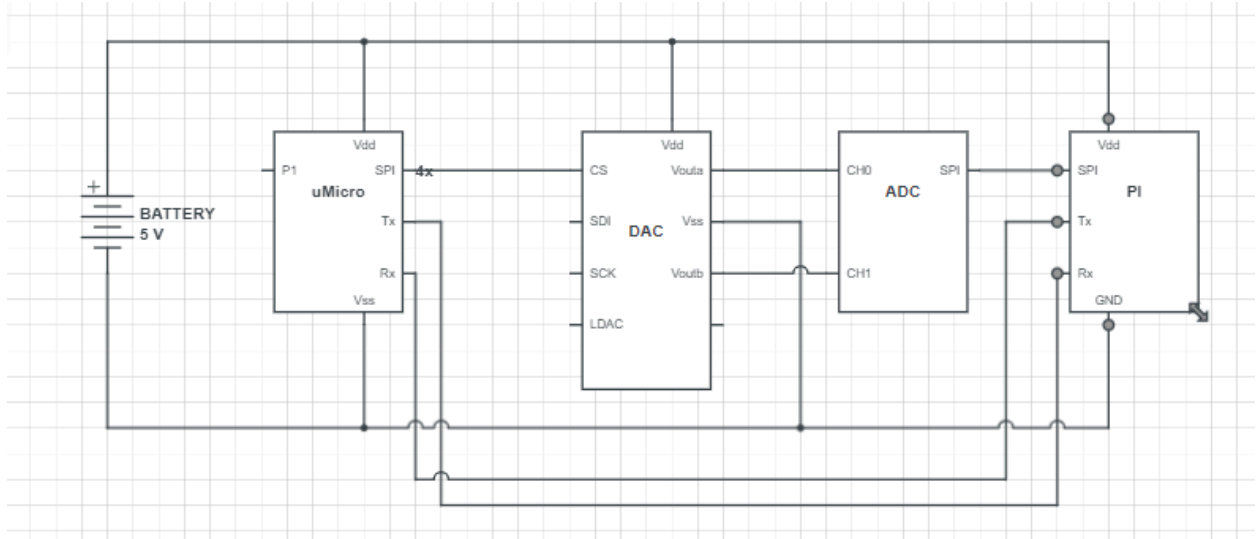 +
BATTERY
5 V
Vdd
P1
SPI
4x
uMicro
Tx
Rx
Vss
Vdd
CS
Vouta
SDI
Vss
DAC
SCK
Voutb
LDAC
CH0
SPI
ADC
CH1
Vdd
SPI
PI
Tx
Rx
GND